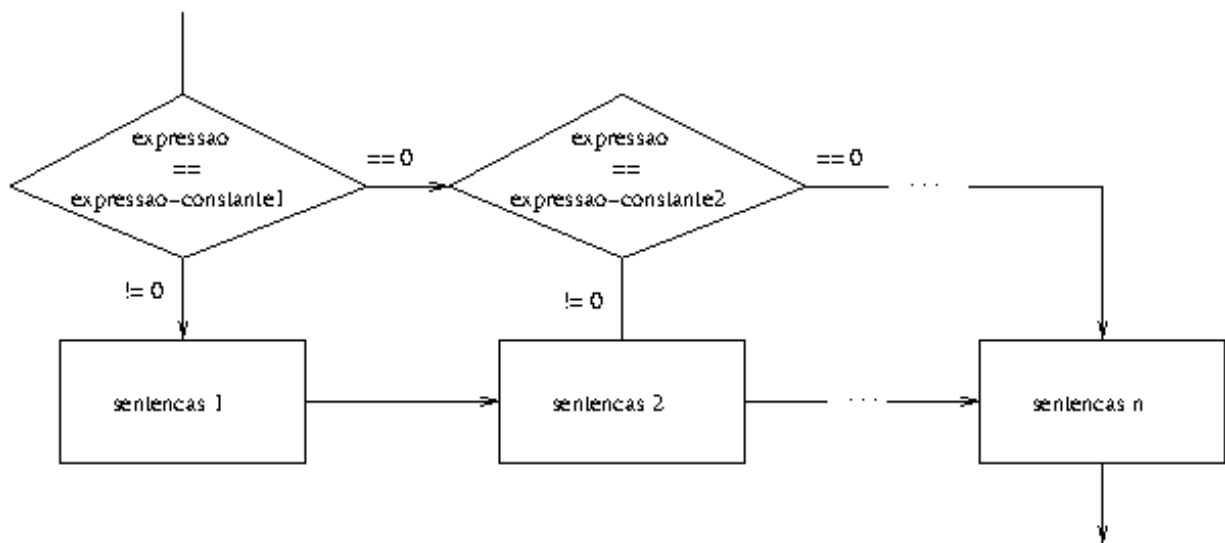 expressao
==
expressao-constante1
== 0
expressao
==
expressao-constante2
== 0
...
!= 0
!= 0
sentencas 1
sentencas 2
...
sentencas n